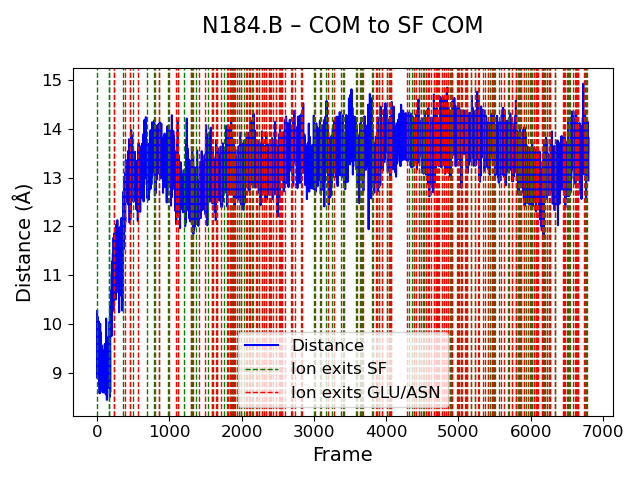 N184.B – COM to SF COM
Distance (Å)
15
14
13
12
11
10
9
Distance
Ion exits SF
Ion exits GLU/ASN
0 1000 2000 3000 4000 5000 6000 7000
Frame